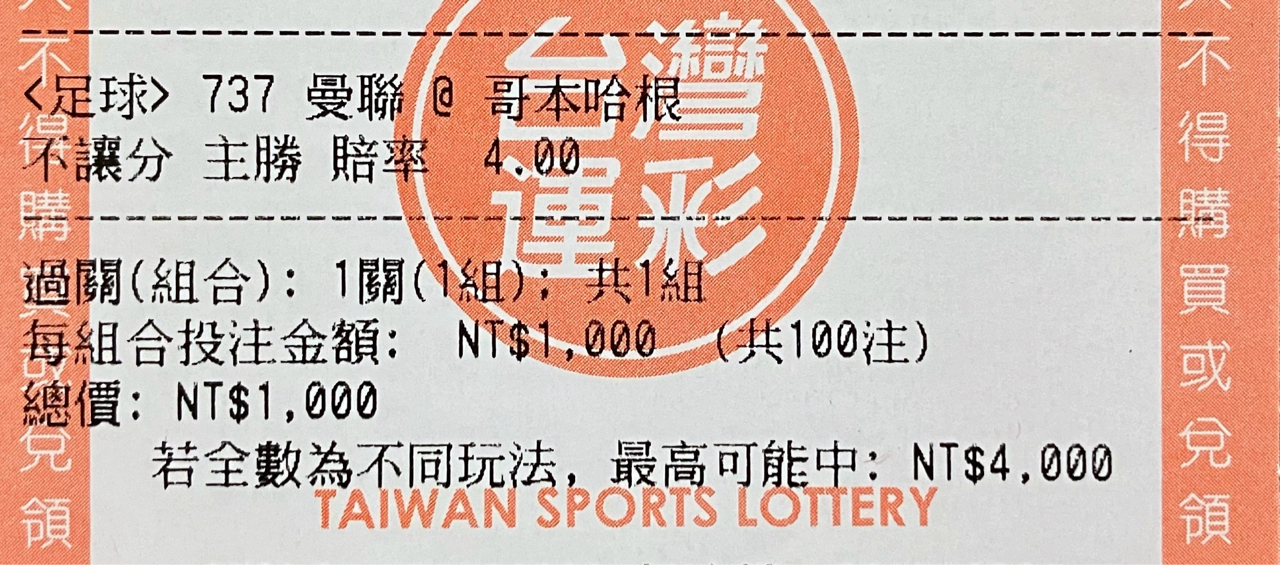 <足球> 737 曼聯 @ 哥本哈根
不讓分 主勝 賠率 4.00
過關(組合): 1關(1組); 共1組
每組合投注金額: NT$1,000 (共100注)
總價: NT$1,000
若全數為不同玩法, 最高可能中: NT$4,000
台灣
運彩
TAIWAN SPORTS LOTTERY
不得購買或兌領
不得購買或兌領